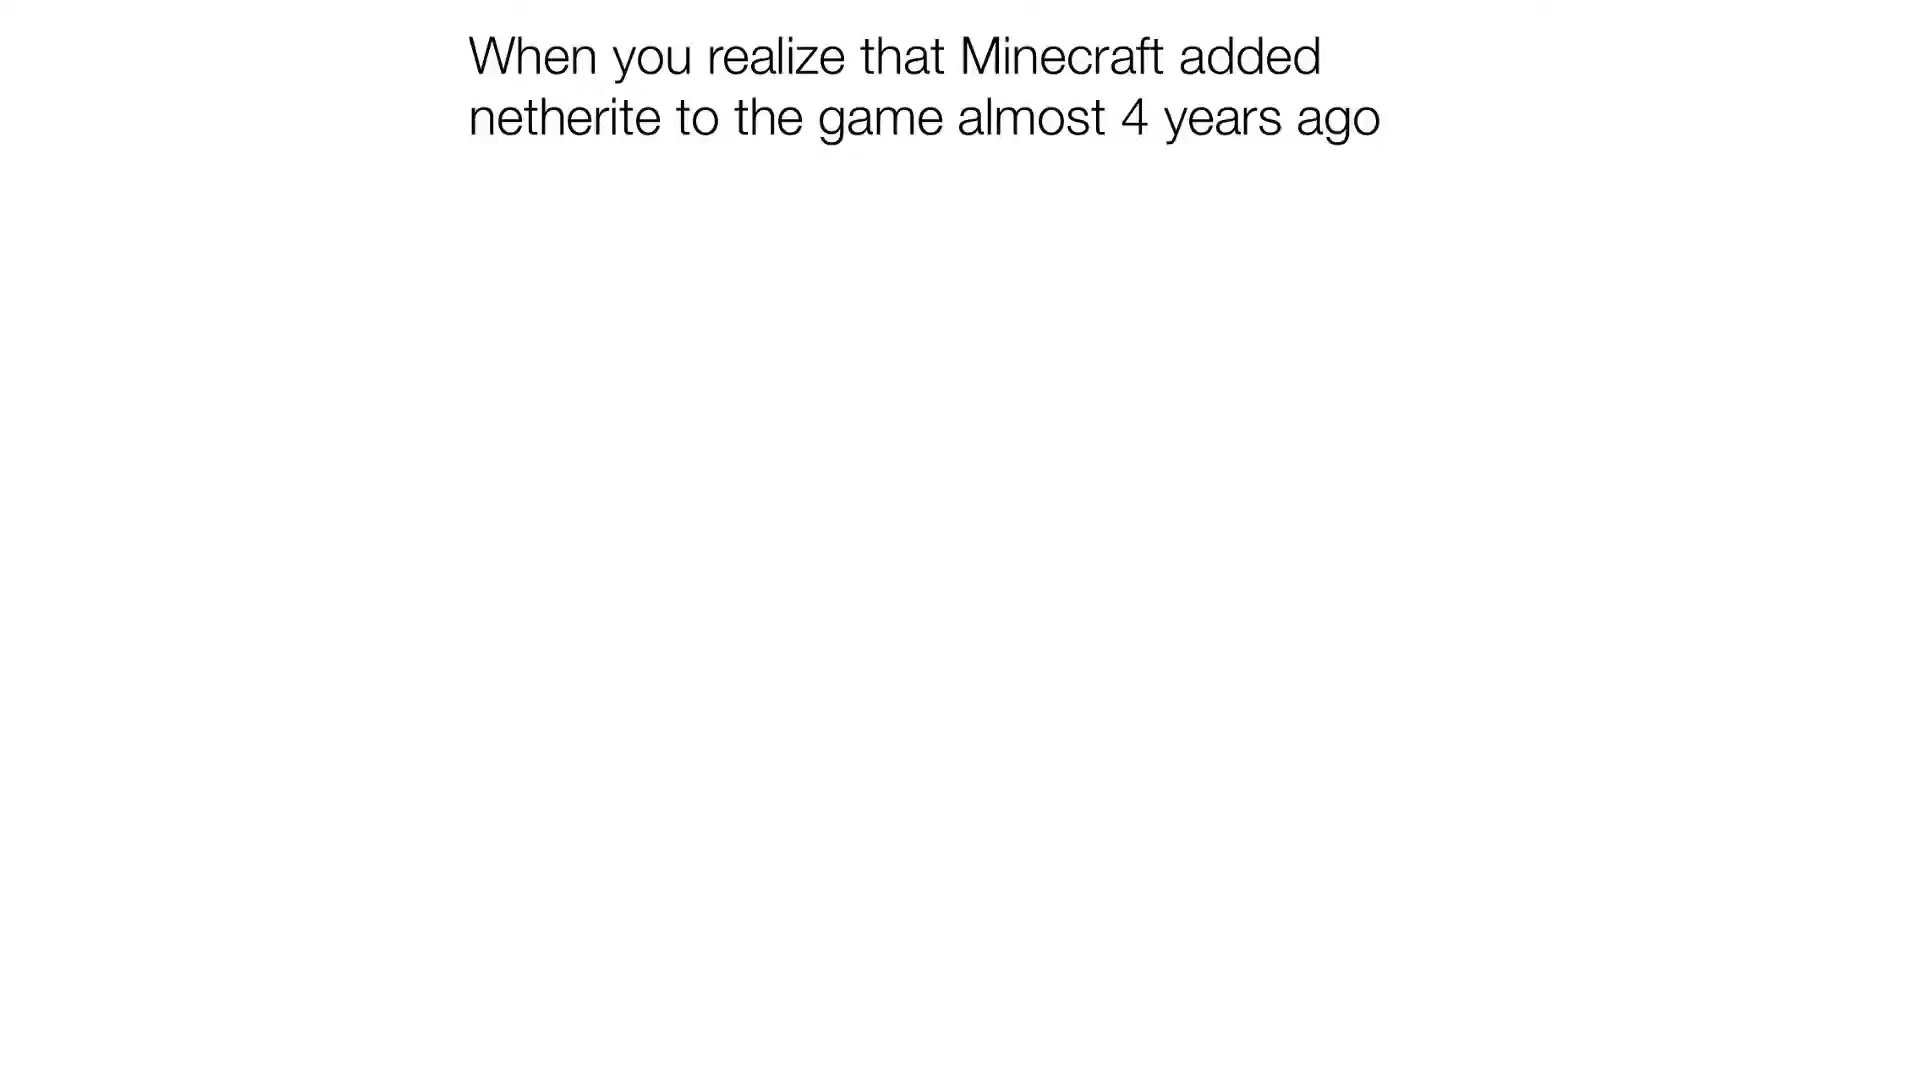 When you realize that Minecraft added
netherite to the game almost 4 years ago